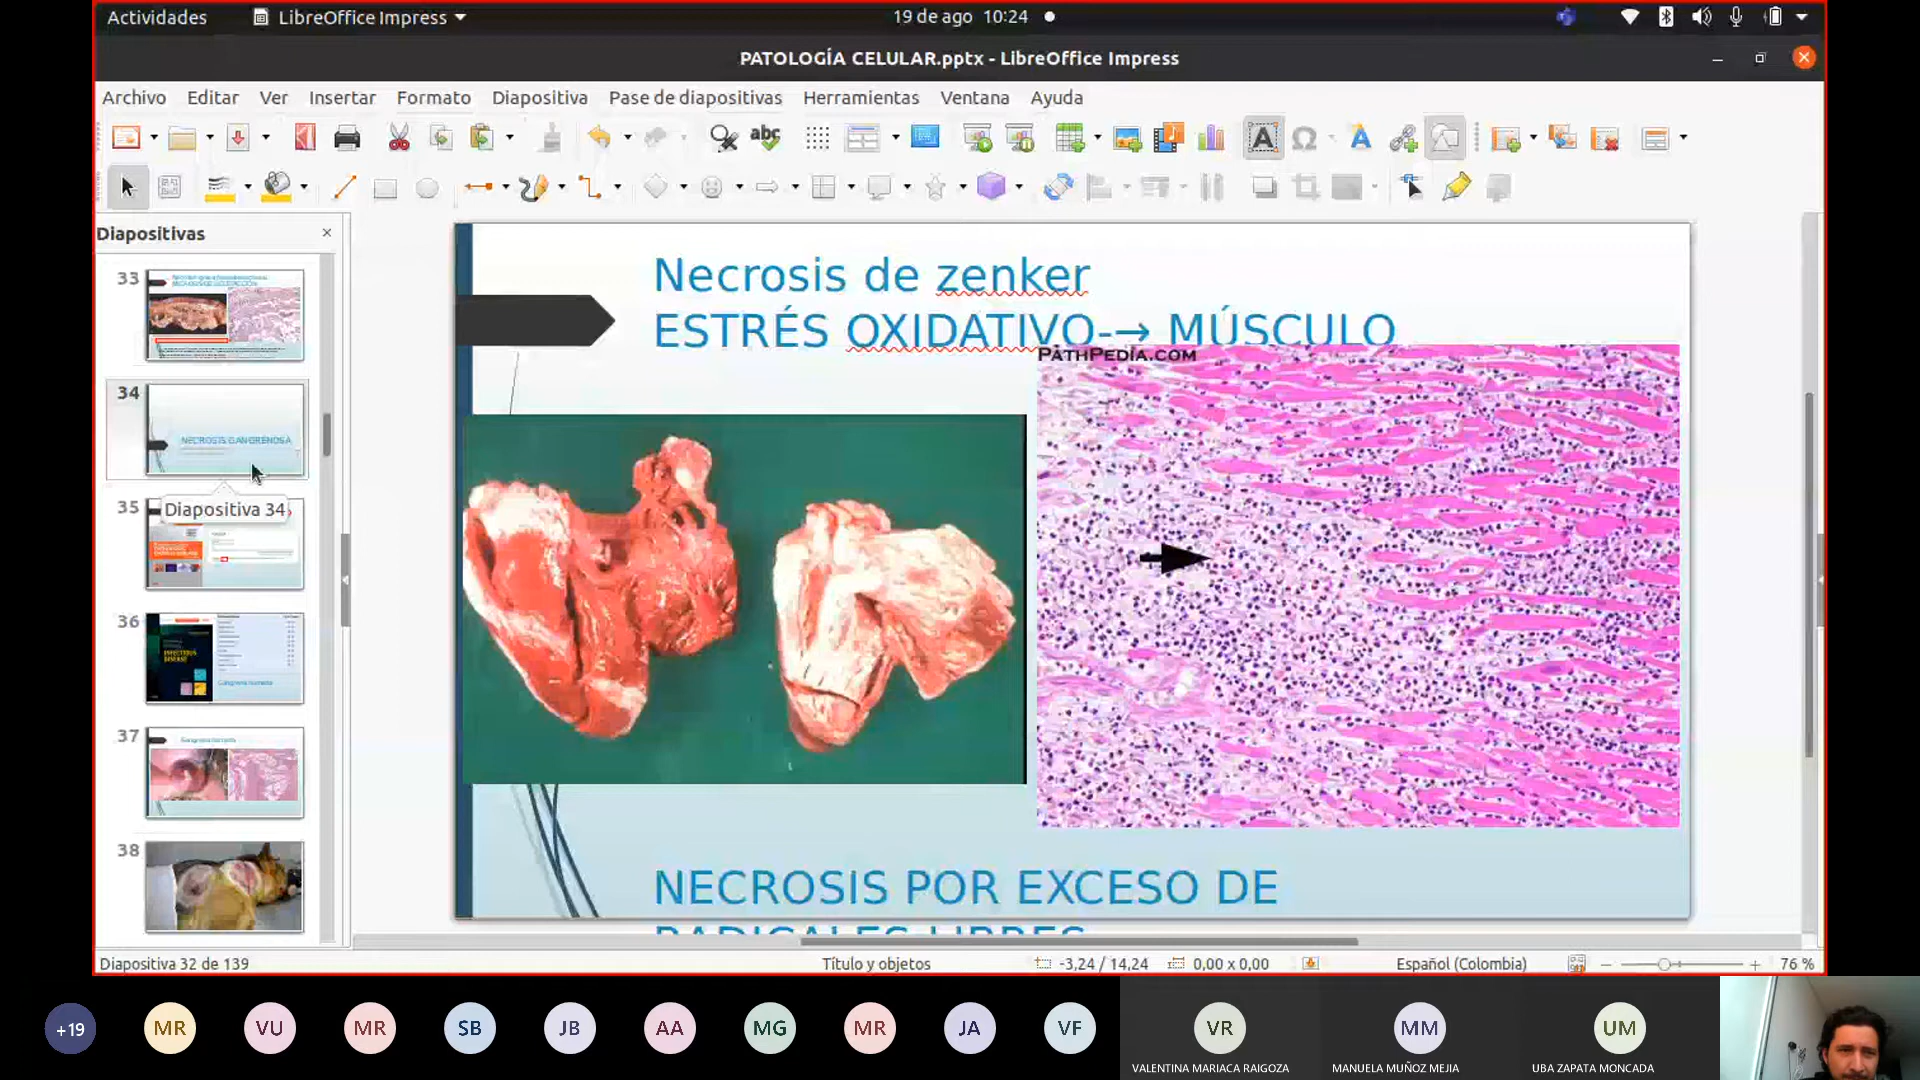 Actividades
LibreOffice Impress
19 de ago 10:24
PATOLOGÍA CELULAR.pptx - LibreOffice Impress
Archivo Editar Ver Insertar Formato Diapositiva Pase de diapositivas Herramientas Ventana Ayuda
Diapositivas
33
34
NECROSIS GANGRENOSA
35
Diapositiva 34
36
Gangrena húmeda
37
38
Necrosis de zenker
ESTRÉS OXIDATIVO-→ MÚSCULO
PATHPEDIA.COM
NECROSIS POR EXCESO DE
RADICALES LIBRES
Diapositiva 32 de 139
Título y objetos
-3,24 / 14,24
0,00 x 0,00
Español (Colombia)
76 %
+19
MR
VU
MR
SB
JB
AA
MG
MR
JA
VF
VR
MM
UM
VALENTINA MARIACA RAIGOZA
MANUELA MUÑOZ MEJIA
UBA ZAPATA MONCADA